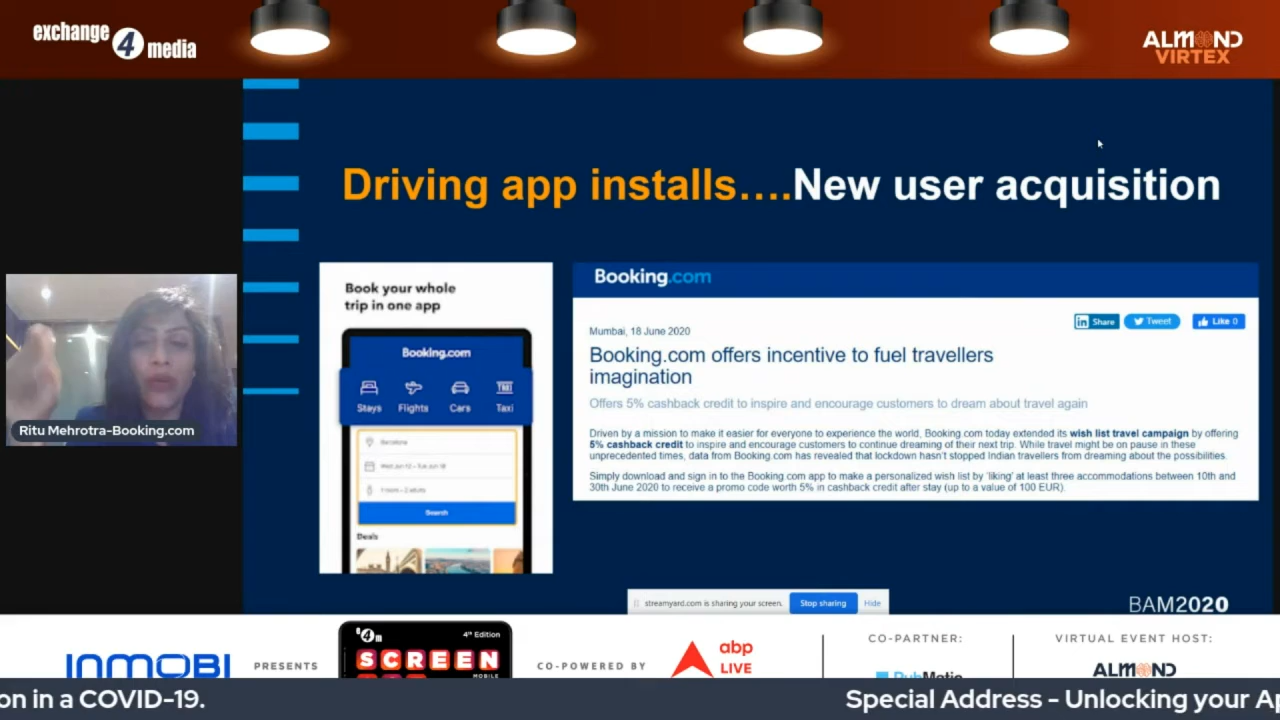 exchange
4
media
ALMOND
VIRTEX
Driving app installs….New user acquisition
Ritu Mehrotra-Booking.com
Book your whole
trip in one app
Booking.com
Stays Flights Cars Taxi
Barcelona
Search
Deals
Booking.com
Share Tweet Like 0
Mumbai, 18 June 2020
Booking.com offers incentive to fuel travellers
imagination
Offers 5% cashback credit to inspire and encourage customers to dream about travel again
Driven by a mission to make it easier for everyone to experience the world, Booking.com today extended its wish list travel campaign by offering
5% cashback credit to inspire and encourage customers to continue dreaming of their next trip. While travel might be on pause in these
unprecedented times, data from Booking.com has revealed that lockdown hasn't stopped Indian travellers from dreaming about the possibilities.
Simply download and sign in to the Booking.com app to make a personalized wish list by 'liking' at least three accommodations between 10th and
30th June 2020 to receive a promo code worth 5% in cashback credit after stay (up to a value of 100 EUR).
streamyard.com is sharing your screen. Stop sharing Hide
BAM2020
INMOBI
PRESENTS
e4m
4th Edition
SCREEN
MOBILE
CO-POWERED BY
abp
LIVE
CO-PARTNER:
PubMatic
VIRTUAL EVENT HOST:
ALMOND
on in a COVID-19.
Special Address - Unlocking your Ap